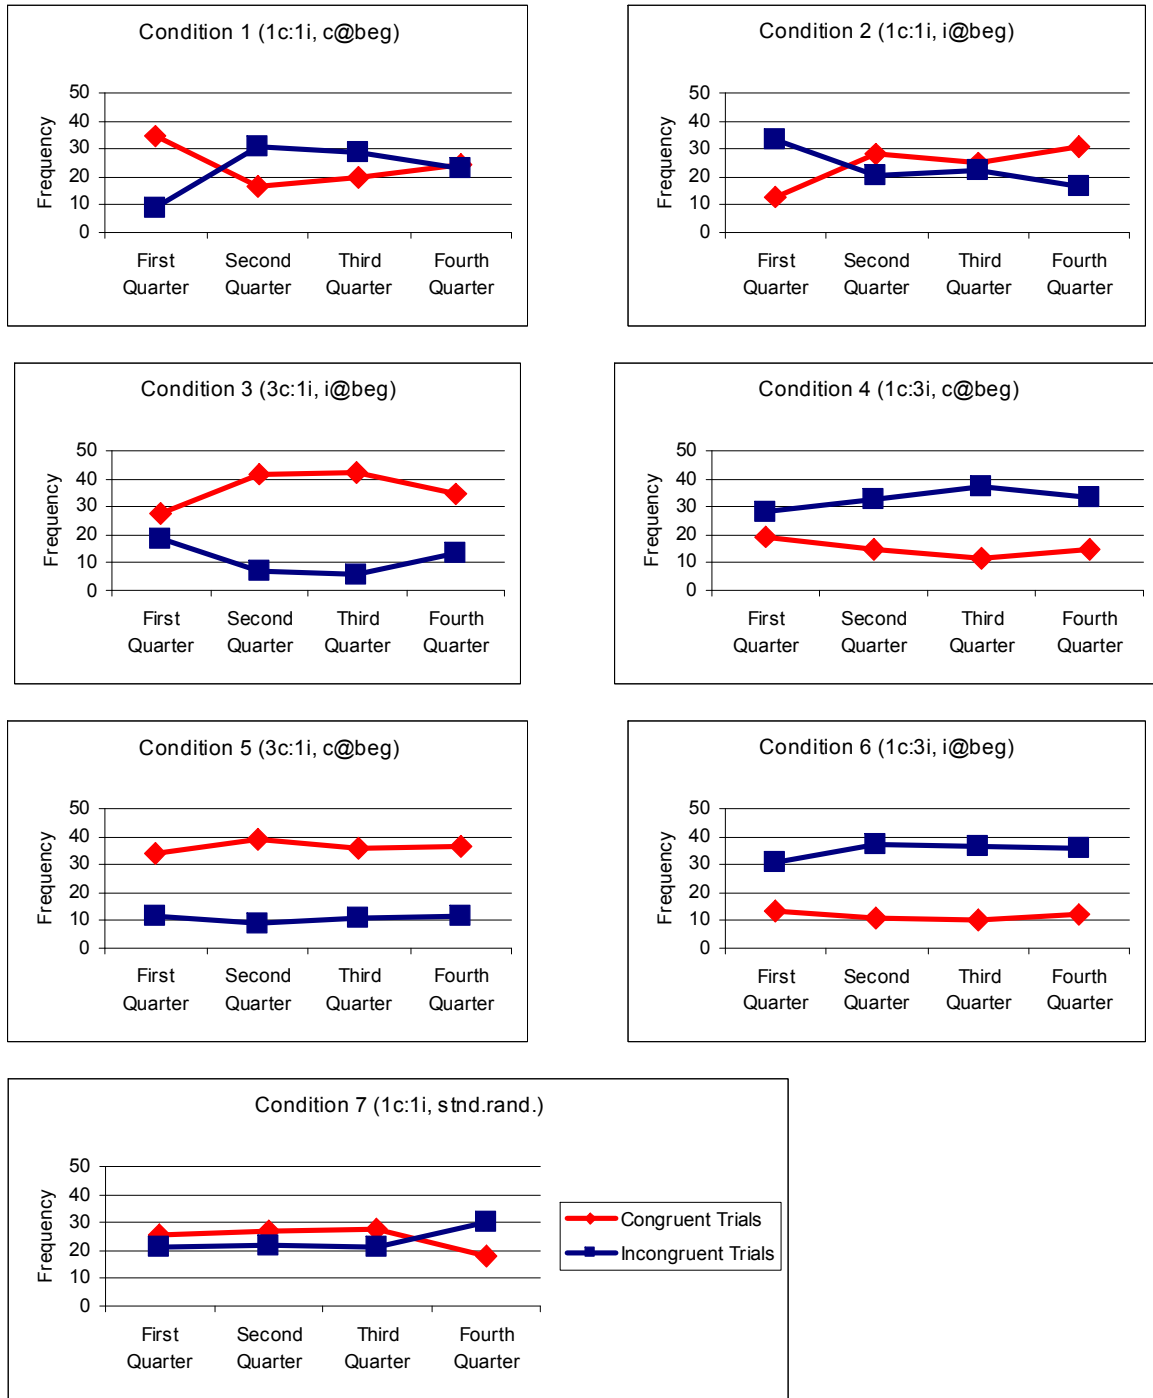 Condition 1 (1c:1i, c@beg)
Frequency
50
40
30
20
10
0
First Quarter
Second Quarter
Third Quarter
Fourth Quarter
Condition 2 (1c:1i, i@beg)
Frequency
50
40
30
20
10
0
First Quarter
Second Quarter
Third Quarter
Fourth Quarter
Condition 3 (3c:1i, i@beg)
Frequency
50
40
30
20
10
0
First Quarter
Second Quarter
Third Quarter
Fourth Quarter
Condition 4 (1c:3i, c@beg)
Frequency
50
40
30
20
10
0
First Quarter
Second Quarter
Third Quarter
Fourth Quarter
Condition 5 (3c:1i, c@beg)
Frequency
50
40
30
20
10
0
First Quarter
Second Quarter
Third Quarter
Fourth Quarter
Condition 6 (1c:3i, i@beg)
Frequency
50
40
30
20
10
0
First Quarter
Second Quarter
Third Quarter
Fourth Quarter
Condition 7 (1c:1i, stnd.rand.)
Frequency
50
40
30
20
10
0
First Quarter
Second Quarter
Third Quarter
Fourth Quarter
Congruent Trials
Incongruent Trials